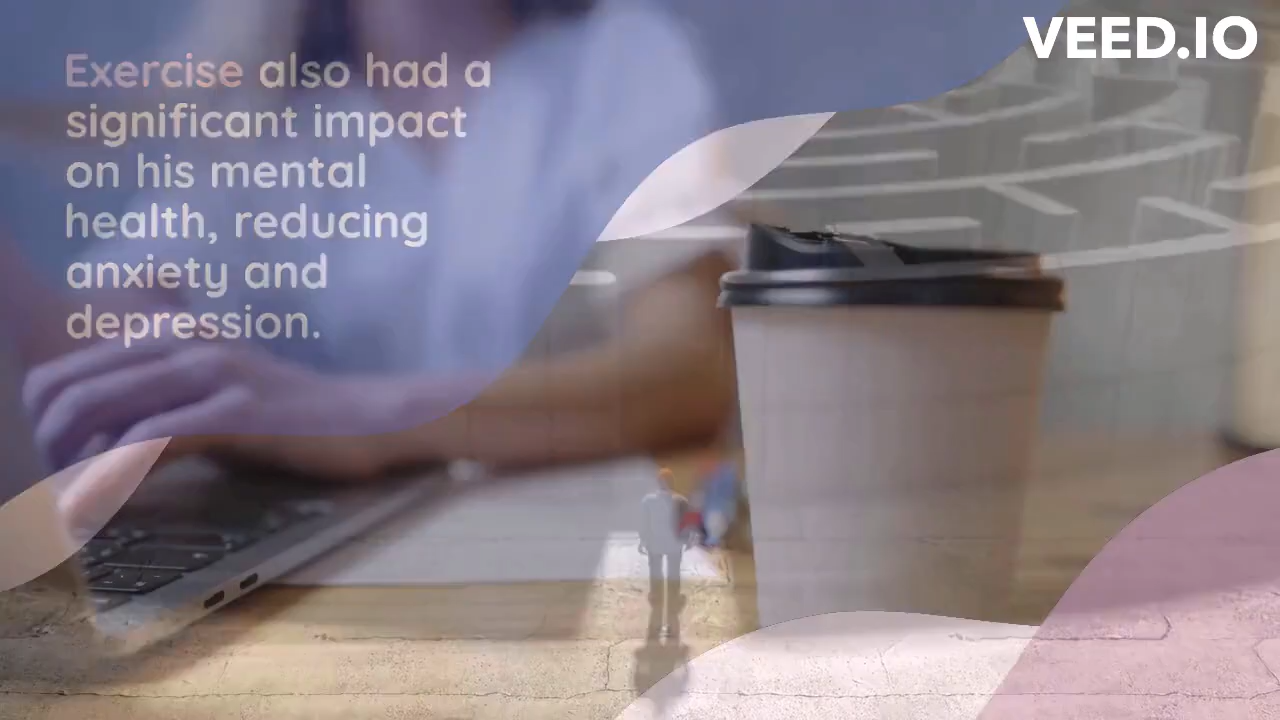 VEED.IO
Exercise also had a
significant impact
on his mental
health, reducing
anxiety and
depression.